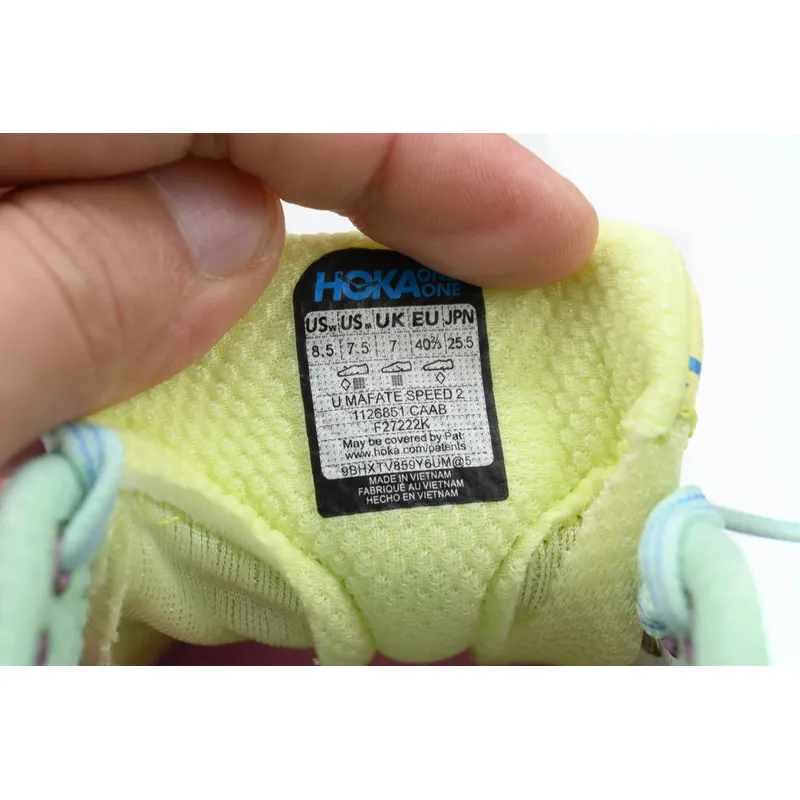 HOKA ONE ONE
USw USM UK EU JPN
8.5 7.5 7 40⅔ 25.5
U MAFATE SPEED 2
1126851 CAAB
F27222K
May be covered by Pat.
www.hoka.com/patents
9BHXTV859Y6UM@5
MADE IN VIETNAM
FABRIQUÉ AU VIETNAM
HECHO EN VIETNAM